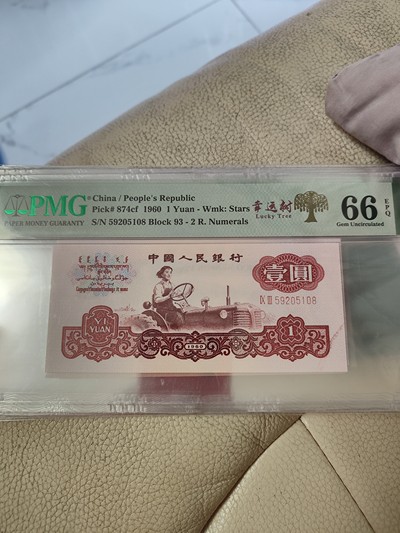 PMG
PAPER MONEY GUARANTY
China / People's Republic
Pick# 874cf 1960 1 Yuan - Wmk: Stars
S/N 59205108 Block 93 - 2 R. Numerals
幸运树
Lucky Tree
66 EPQ
Gem Uncirculated
中國人民銀行
壹圓
IX III 59205108
YI YUAN
1
1960